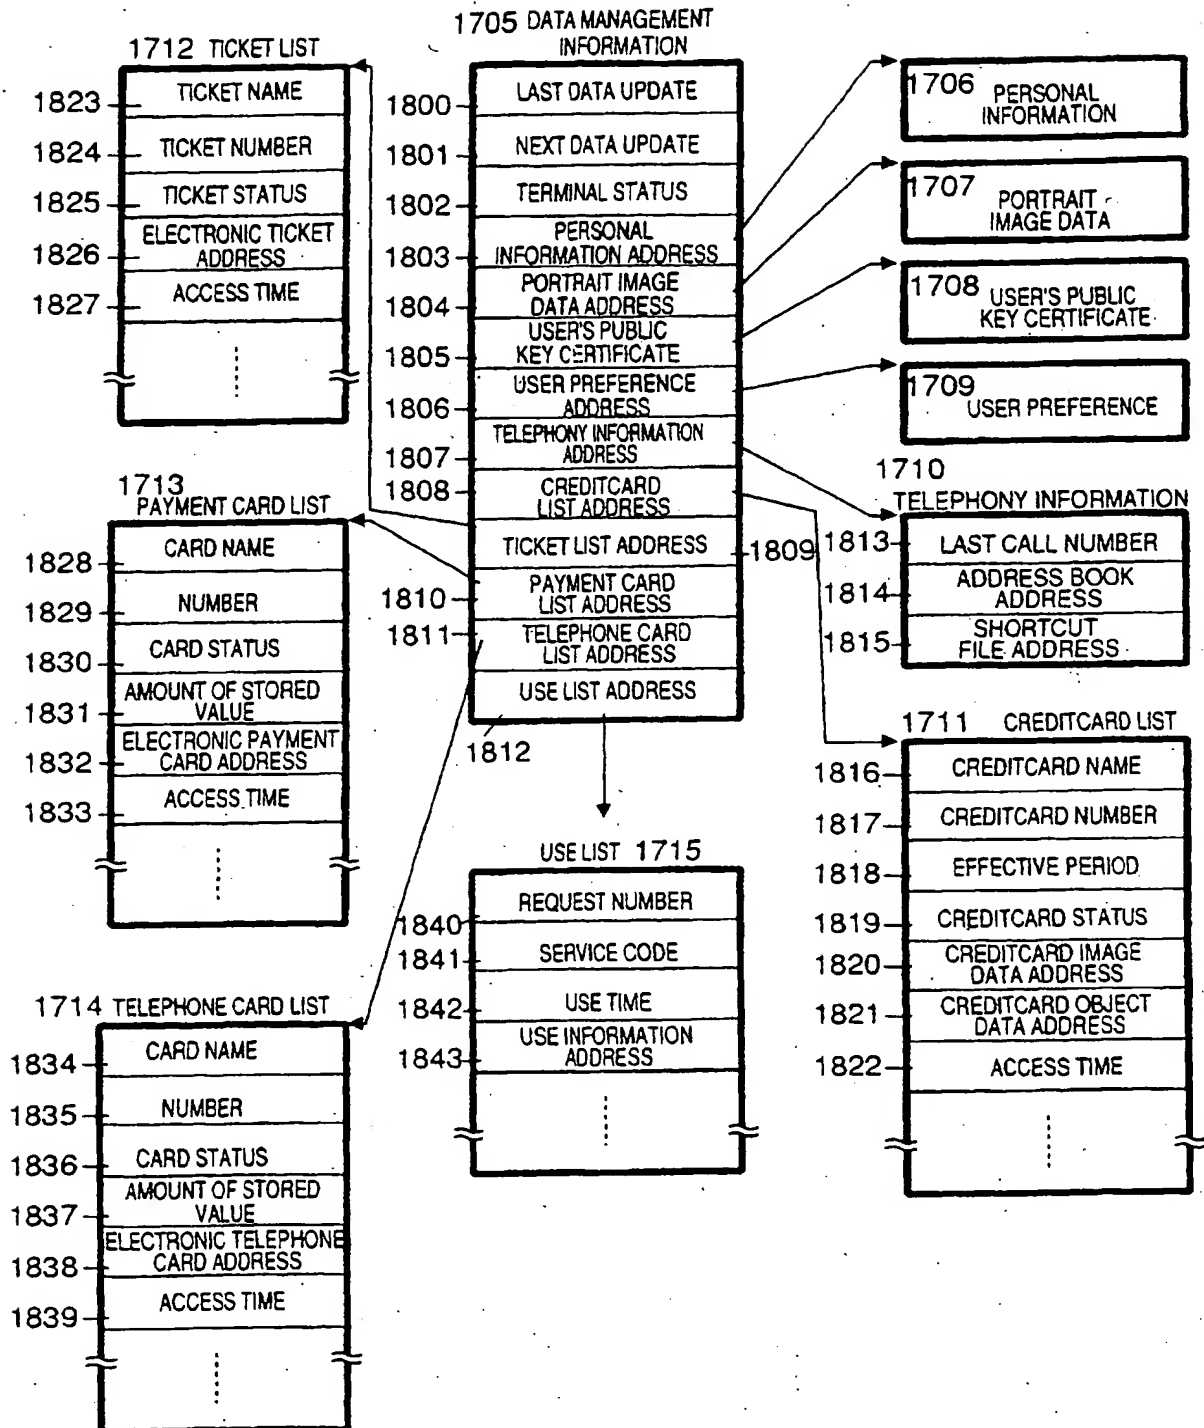 1705 DATA MANAGEMENT
INFORMATION
1800 LAST DATA UPDATE
1801 NEXT DATA UPDATE
1802 TERMINAL STATUS
1803 PERSONAL
INFORMATION ADDRESS
1804 PORTRAIT IMAGE
DATA ADDRESS
1805 USER'S PUBLIC
KEY CERTIFICATE
1806 USER PREFERENCE
ADDRESS
1807 TELEPHONY INFORMATION
ADDRESS
1808 CREDITCARD
LIST ADDRESS
TICKET LIST ADDRESS 1809
1810 PAYMENT CARD
LIST ADDRESS
1811 TELEPHONE CARD
LIST ADDRESS
USE LIST ADDRESS
1812
1712 TICKET LIST
1823 TICKET NAME
1824 TICKET NUMBER
1825 TICKET STATUS
1826 ELECTRONIC TICKET
ADDRESS
1827 ACCESS TIME
1713
PAYMENT CARD LIST
1828 CARD NAME
1829 NUMBER
1830 CARD STATUS
1831 AMOUNT OF STORED
VALUE
1832 ELECTRONIC PAYMENT
CARD ADDRESS
1833 ACCESS TIME
1714 TELEPHONE CARD LIST
1834 CARD NAME
1835 NUMBER
1836 CARD STATUS
1837 AMOUNT OF STORED
VALUE
1838 ELECTRONIC TELEPHONE
CARD ADDRESS
1839 ACCESS TIME
USE LIST 1715
1840 REQUEST NUMBER
1841 SERVICE CODE
1842 USE TIME
1843 USE INFORMATION
ADDRESS
1706 PERSONAL
INFORMATION
1707 PORTRAIT
IMAGE DATA
1708 USER'S PUBLIC
KEY CERTIFICATE
1709 USER PREFERENCE
1710
TELEPHONY INFORMATION
1813 LAST CALL NUMBER
1814 ADDRESS BOOK
ADDRESS
1815 SHORTCUT
FILE ADDRESS
1711 CREDITCARD LIST
1816 CREDITCARD NAME
1817 CREDITCARD NUMBER
1818 EFFECTIVE PERIOD
1819 CREDITCARD STATUS
1820 CREDITCARD IMAGE
DATA ADDRESS
1821 CREDITCARD OBJECT
DATA ADDRESS
1822 ACCESS TIME